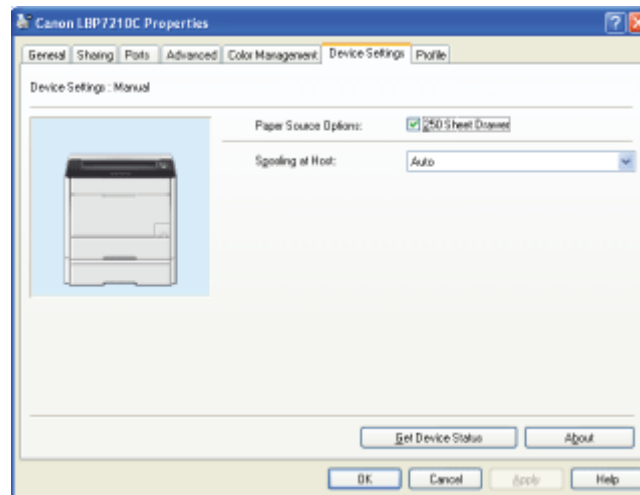 Canon LBP7210C Properties
General Sharing Ports Advanced Color Management Device Settings Profile
Device Settings : Manual
Paper Source Options: 250 Sheet Drawer
Spooling at Host: Auto
Get Device Status About
OK Cancel Apply Help